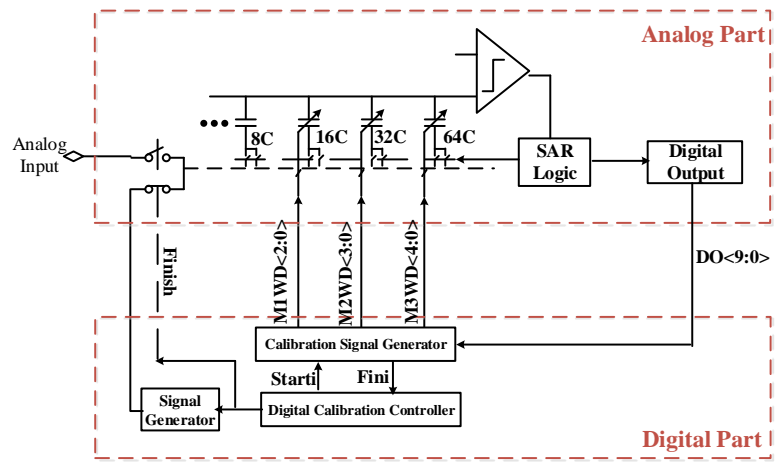 Analog Part
8C
16C
32C
64C
Analog
Input
SAR
Logic
Digital
Output
Finish
M1WD<2:0>
M2WD<3:0>
M3WD<4:0>
DO<9:0>
Calibration Signal Generator
Starti
Fini
Signal
Generator
Digital Calibration Controller
Digital Part